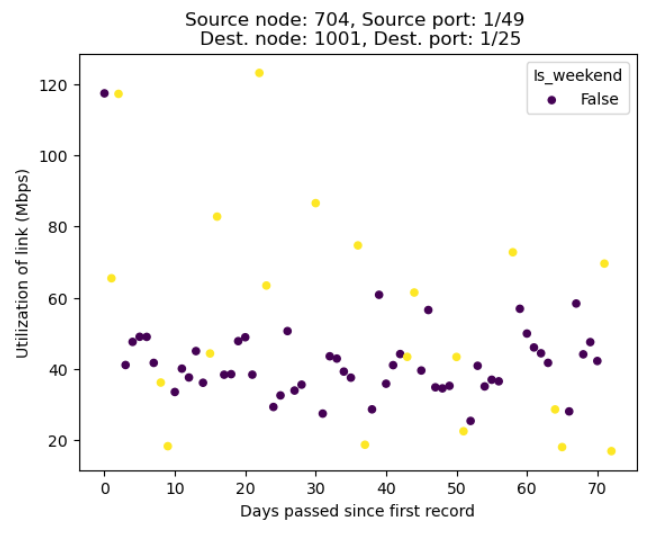 Source node: 704, Source port: 1/49
Dest. node: 1001, Dest. port: 1/25
Is_weekend
False
Utilization of link (Mbps)
120
100
80
60
40
20
0 10 20 30 40 50 60 70
Days passed since first record